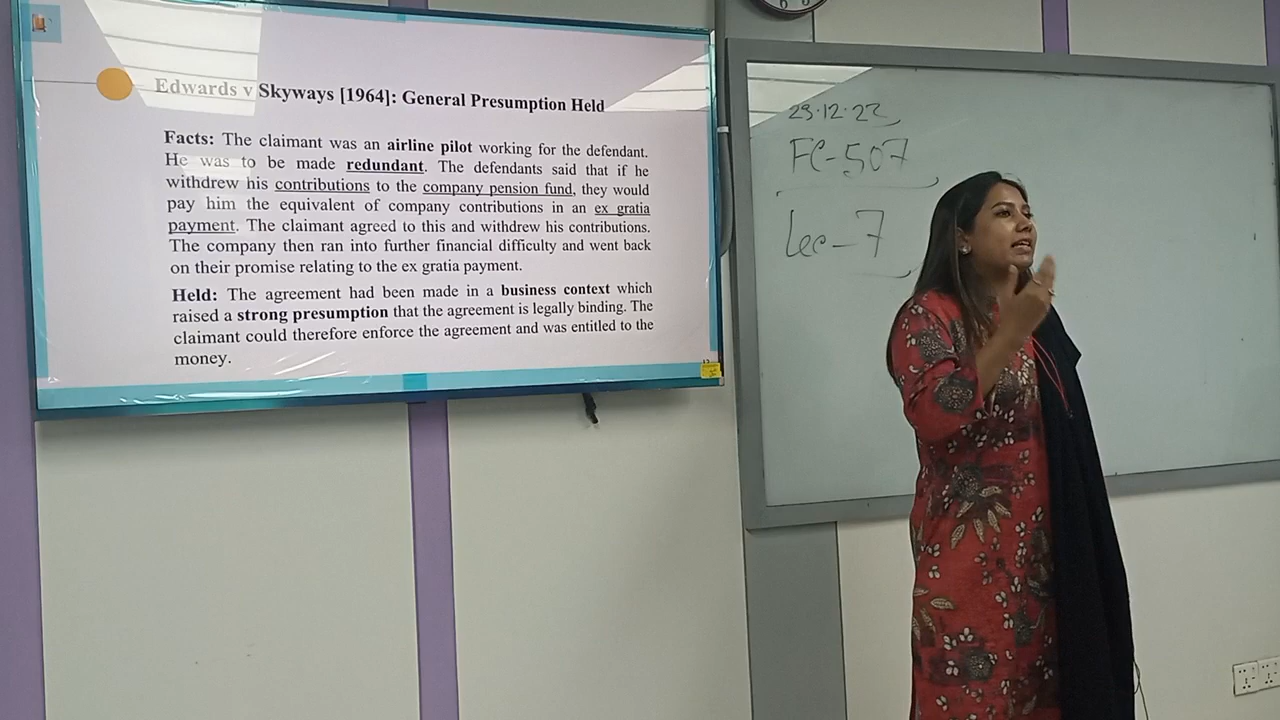 Edwards v Skyways [1964]: General Presumption Held
Facts: The claimant was an airline pilot working for the defendant.
He was to be made redundant. The defendants said that if he
withdrew his contributions to the company pension fund, they would
pay him the equivalent of company contributions in an ex gratia
payment. The claimant agreed to this and withdrew his contributions.
The company then ran into further financial difficulty and went back
on their promise relating to the ex gratia payment.
Held: The agreement had been made in a business context which
raised a strong presumption that the agreement is legally binding. The
claimant could therefore enforce the agreement and was entitled to the
money.
FC-507
Lec-7